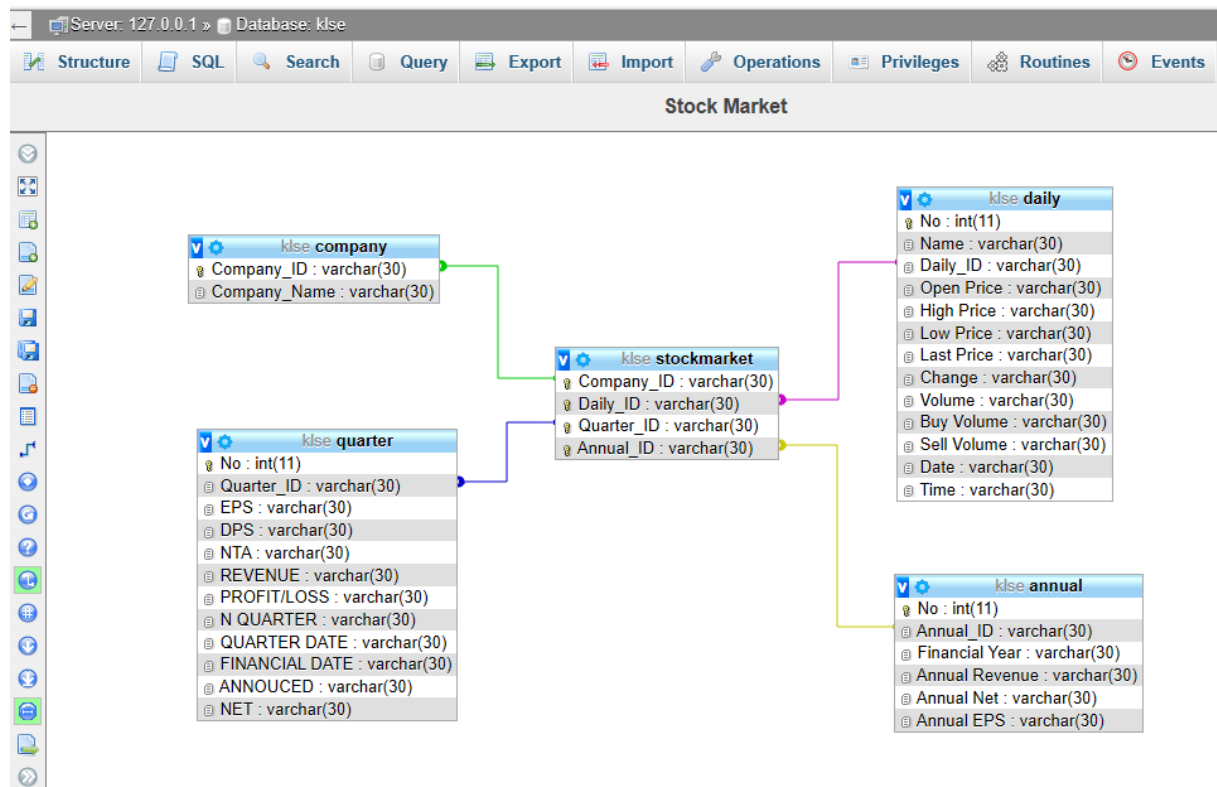 Server: 127.0.0.1 » Database: klse
Structure SQL Search Query Export Import Operations Privileges Routines Events
Stock Market
klse company
Company_ID : varchar(30)
Company_Name : varchar(30)
klse quarter
No : int(11)
Quarter_ID : varchar(30)
EPS : varchar(30)
DPS : varchar(30)
NTA : varchar(30)
REVENUE : varchar(30)
PROFIT/LOSS : varchar(30)
N QUARTER : varchar(30)
QUARTER DATE : varchar(30)
FINANCIAL DATE : varchar(30)
ANNOUCED : varchar(30)
NET : varchar(30)
klse stockmarket
Company_ID : varchar(30)
Daily_ID : varchar(30)
Quarter_ID : varchar(30)
Annual_ID : varchar(30)
klse daily
No : int(11)
Name : varchar(30)
Daily_ID : varchar(30)
Open Price : varchar(30)
High Price : varchar(30)
Low Price : varchar(30)
Last Price : varchar(30)
Change : varchar(30)
Volume : varchar(30)
Buy Volume : varchar(30)
Sell Volume : varchar(30)
Date : varchar(30)
Time : varchar(30)
klse annual
No : int(11)
Annual_ID : varchar(30)
Financial Year : varchar(30)
Annual Revenue : varchar(30)
Annual Net : varchar(30)
Annual EPS : varchar(30)